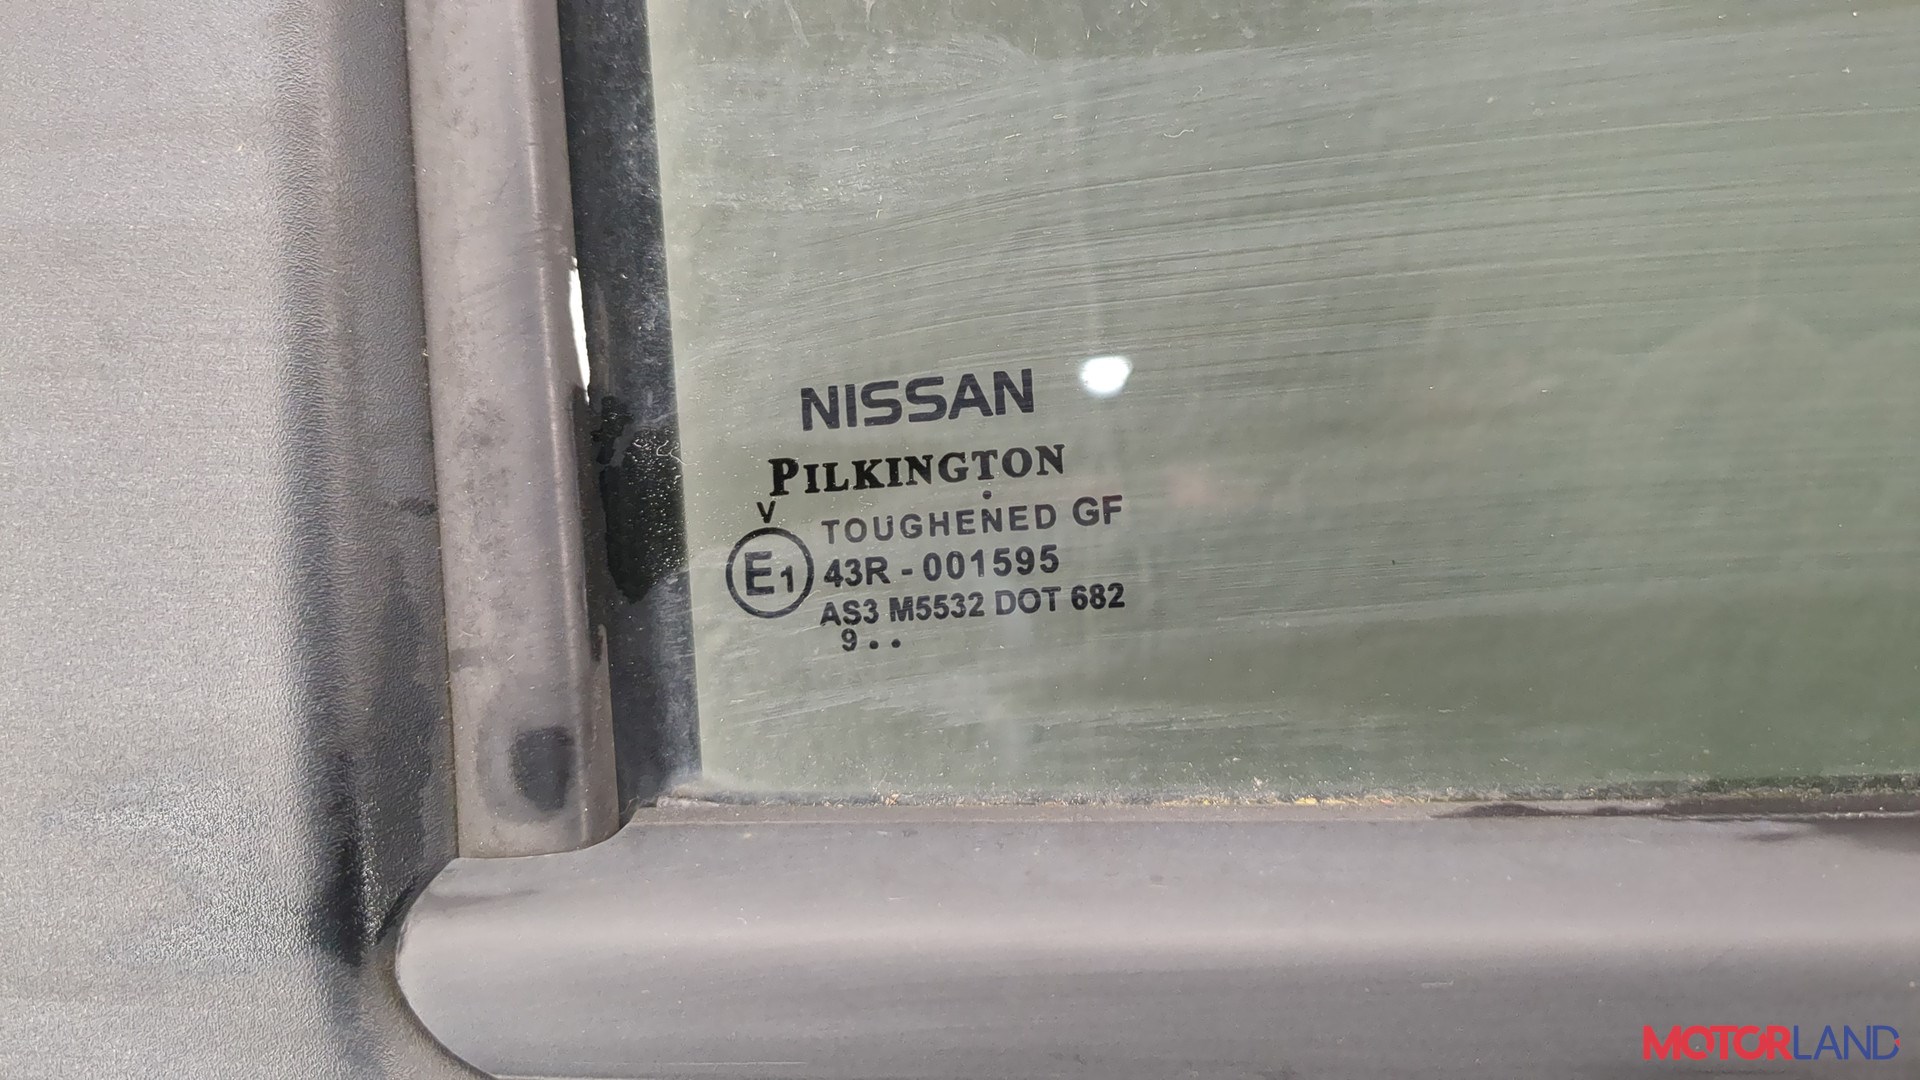 NISSAN
PILKINGTON
V
TOUGHENED GF
E1 43R - 001595
AS3 M5532 DOT 682
9 . .
MOTORLAND